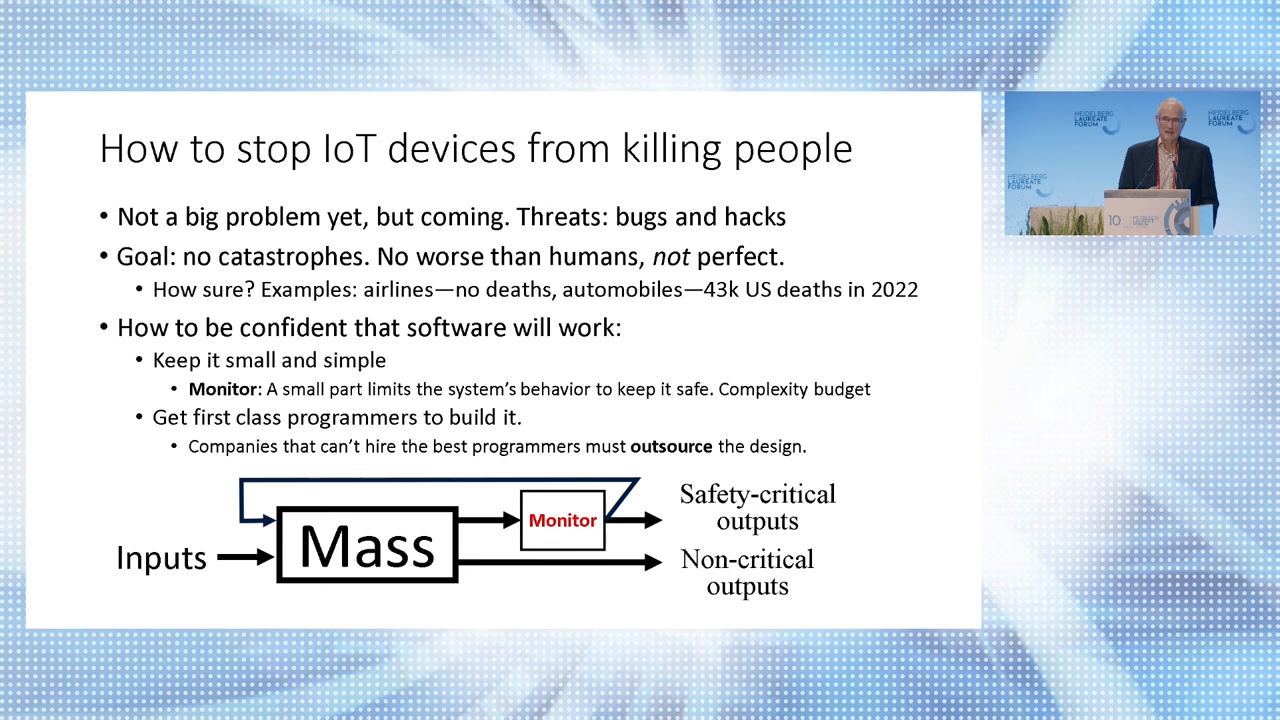 How to stop IoT devices from killing people
• Not a big problem yet, but coming. Threats: bugs and hacks
• Goal: no catastrophes. No worse than humans, not perfect.
• How sure? Examples: airlines—no deaths, automobiles—43k US deaths in 2022
• How to be confident that software will work:
• Keep it small and simple
• Monitor: A small part limits the system's behavior to keep it safe. Complexity budget
• Get first class programmers to build it.
• Companies that can't hire the best programmers must outsource the design.
Inputs
Mass
Monitor
Safety-critical
outputs
Non-critical
outputs
HEIDELBERG
LAUREATE
FORUM
HEIDELBERG
LAUREATE
FORUM
HEIDELBERG
LAUREATE
FORUM
10